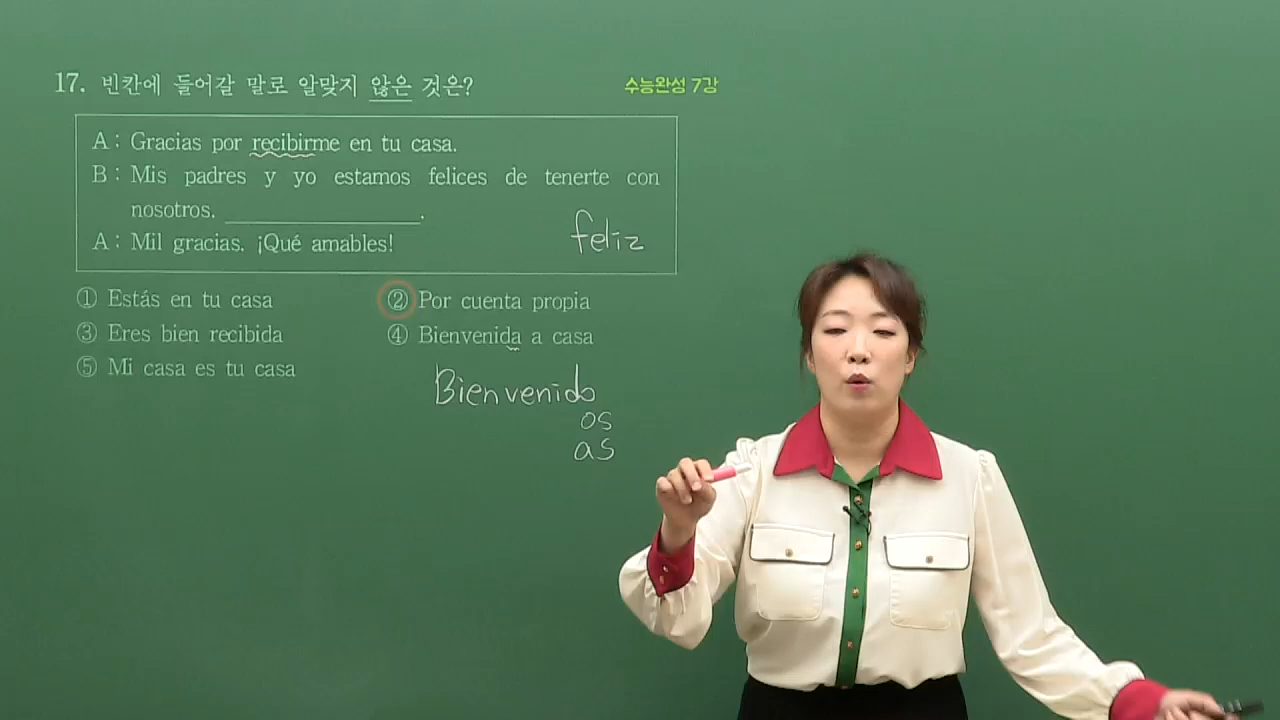 17. 빈칸에 들어갈 말로 알맞지 않은 것은?
수능완성 7강
A : Gracias por recibirme en tu casa.
B : Mis padres y yo estamos felices de tenerte con
nosotros. ____________________.
A : Mil gracias. ¡Qué amables!
feliz
① Estás en tu casa
② Por cuenta propia
③ Eres bien recibida
④ Bienvenida a casa
⑤ Mi casa es tu casa
Bienvenido
os
as